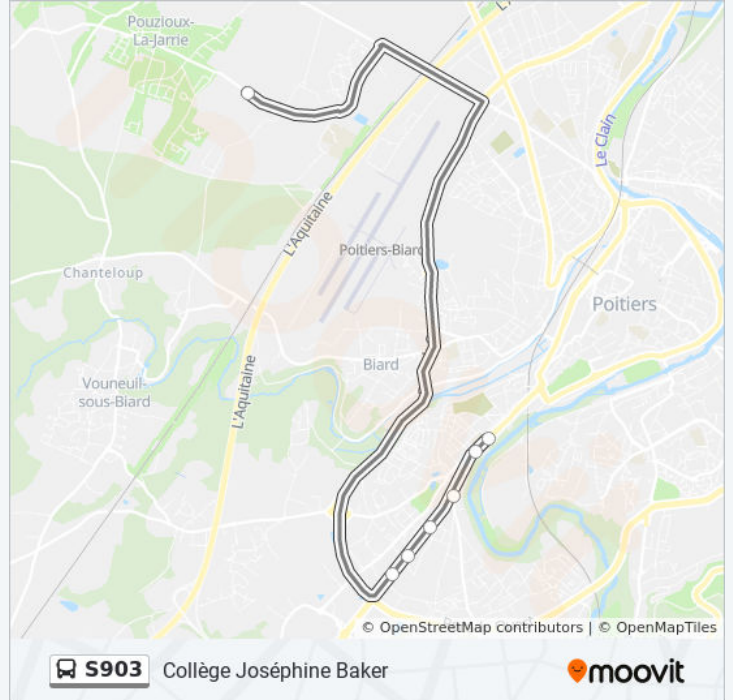 Pouzioux-
La-Jarrie
Le Clain
L'Aquitaine
Poitiers-Biard
Chanteloup
Poitiers
Biard
L'Aquitaine
Vouneuil-
sous-Biard
© OpenStreetMap contributors | © OpenMapTiles
S903 Collège Joséphine Baker
moovit